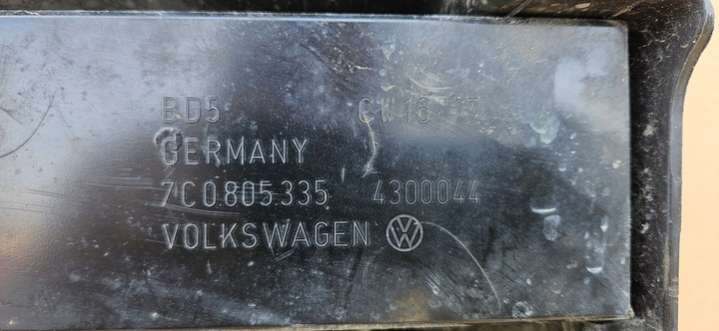 BD5
GERMANY
7C0.805.335 4300044
VOLKSWAGEN